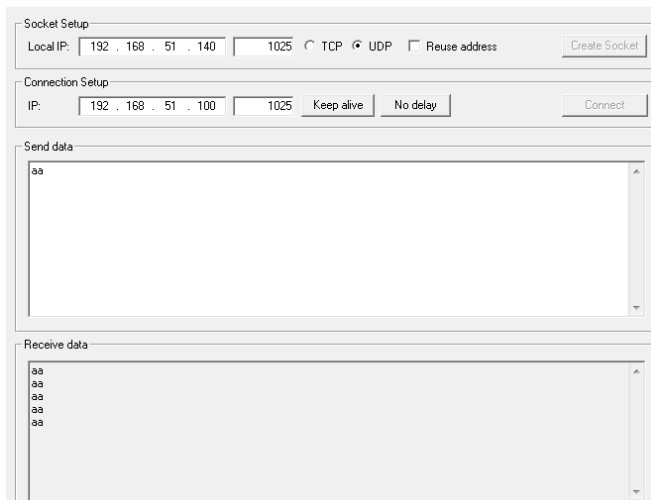 Socket Setup
Local IP: 192 . 168 . 51 . 140 1025 TCP UDP Reuse address Create Socket
Connection Setup
IP: 192 . 168 . 51 . 100 1025 Keep alive No delay Connect
Send data
aa
Receive data
aa
aa
aa
aa
aa